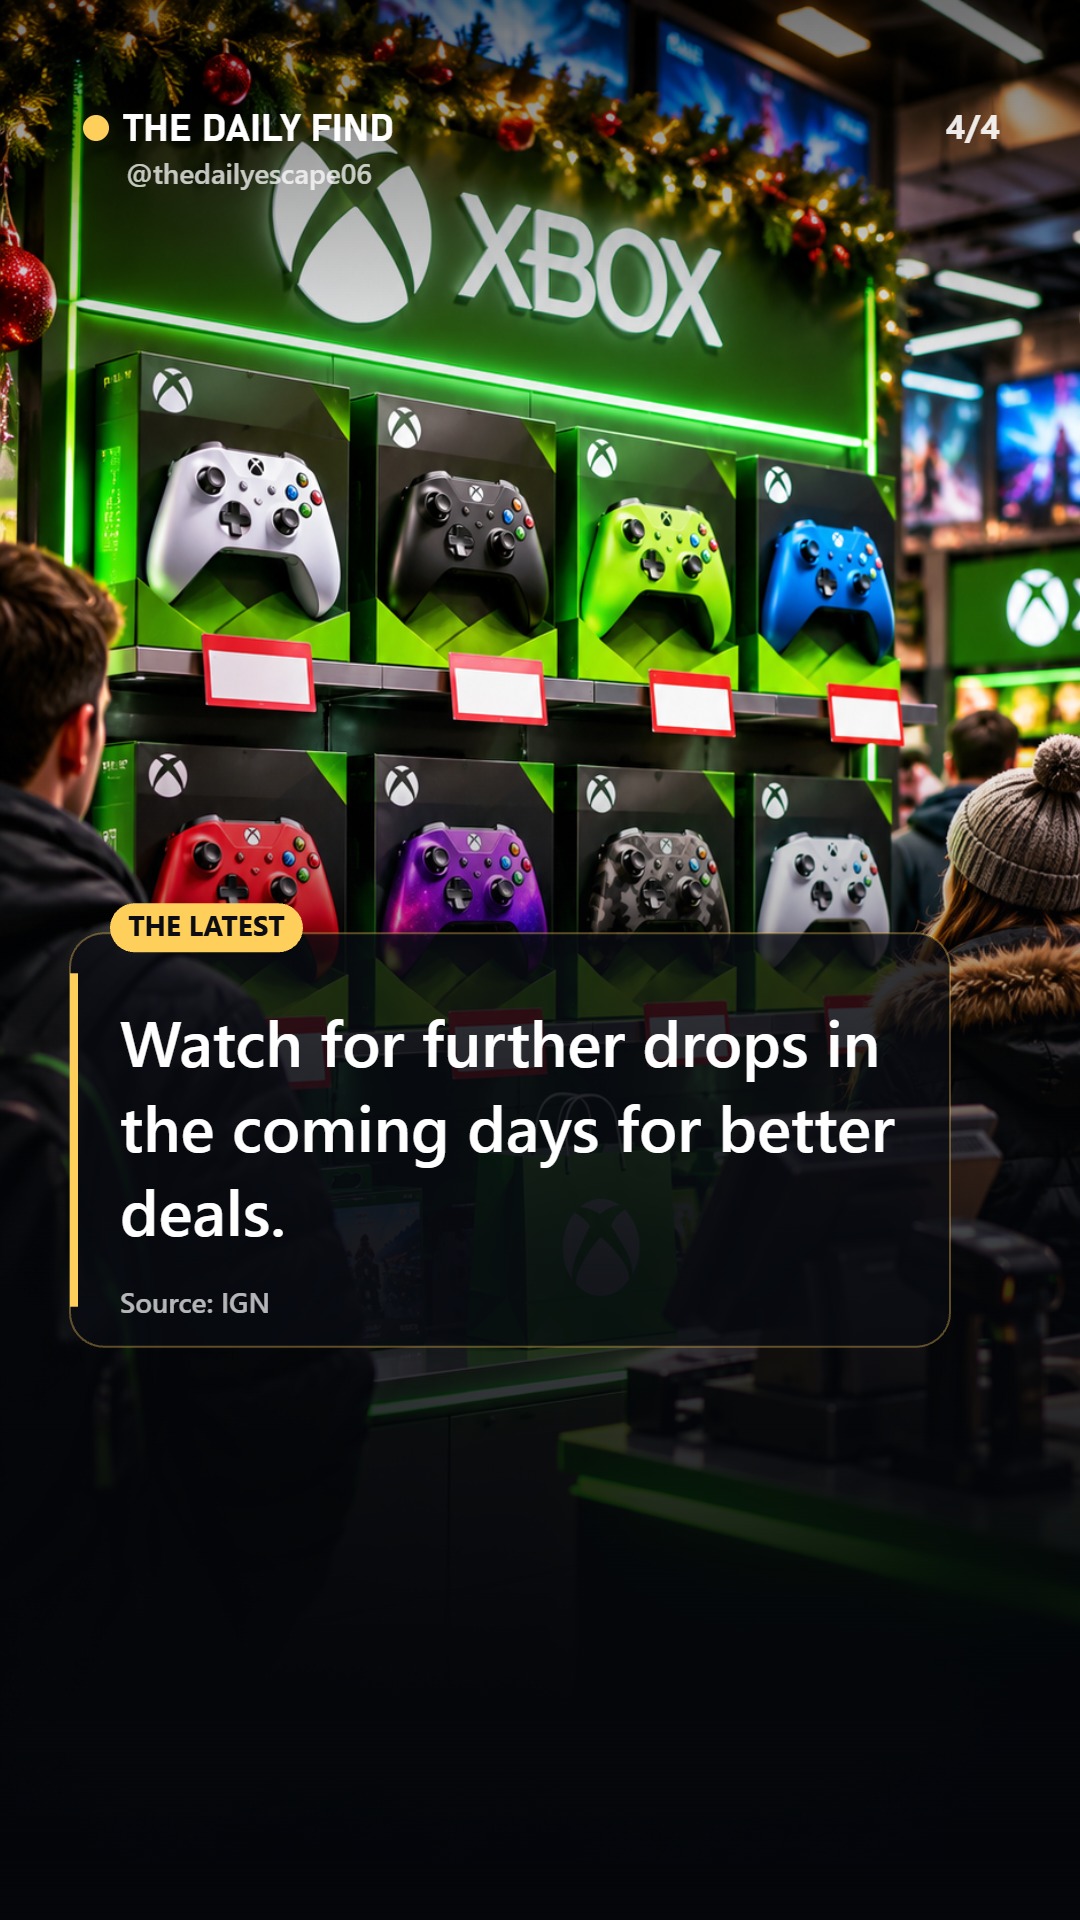 THE DAILY FIND
4/4
@thedailyescape06
XBOX
THE LATEST
Watch for further drops in
the coming days for better
deals.
Source: IGN